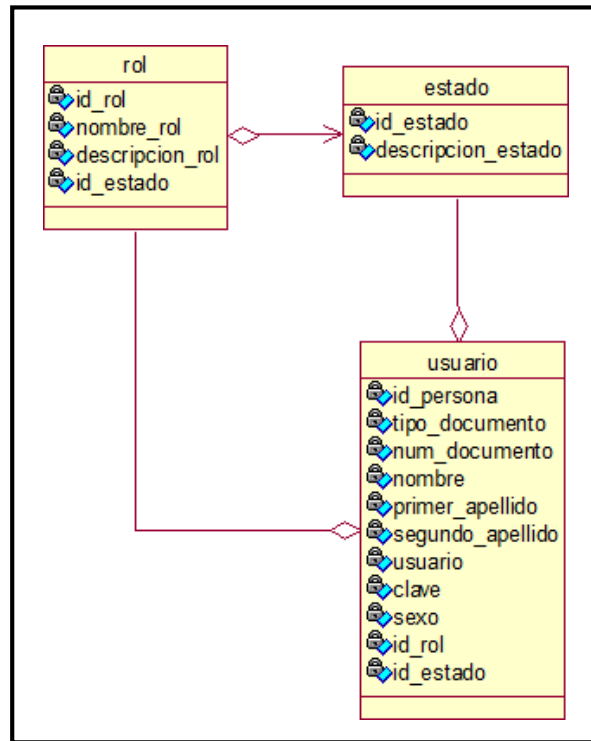 rol
id_rol
nombre_rol
descripcion_rol
id_estado
estado
id_estado
descripcion_estado
usuario
id_persona
tipo_documento
num_documento
nombre
primer_apellido
segundo_apellido
usuario
clave
sexo
id_rol
id_estado